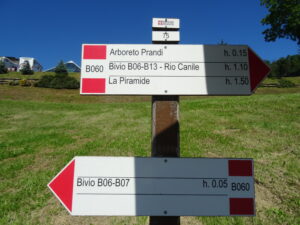 75
Arboreto Prandi h. 0.15
B060 Bivio B06-B13 - Rio Canile h. 1.10
La Piramide h. 1.50
Bivio B06-B07 h. 0.05 B060